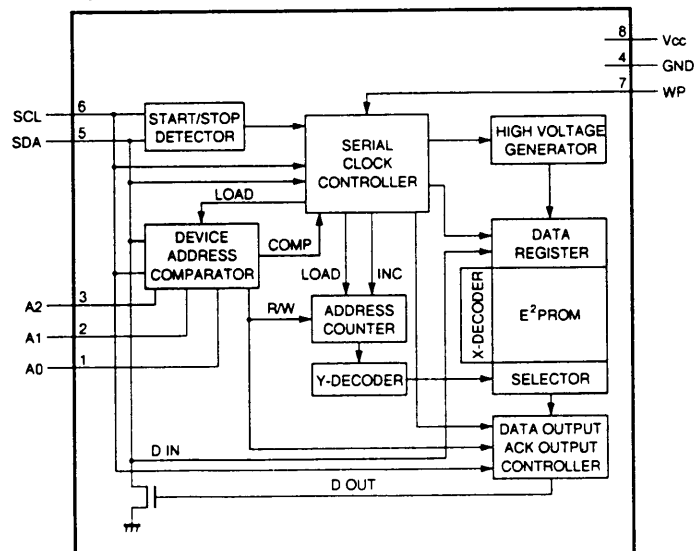 8
Vcc
4
GND
7
WP
SCL
6
START/STOP
DETECTOR
SDA
5
SERIAL
CLOCK
CONTROLLER
HIGH VOLTAGE
GENERATOR
LOAD
DEVICE
ADDRESS
COMPARATOR
COMP
DATA
REGISTER
LOAD
INC
A2
3
R/W
ADDRESS
COUNTER
X-DECODER
E²PROM
A1
2
A0
1
Y-DECODER
SELECTOR
D IN
DATA OUTPUT
ACK OUTPUT
CONTROLLER
D OUT